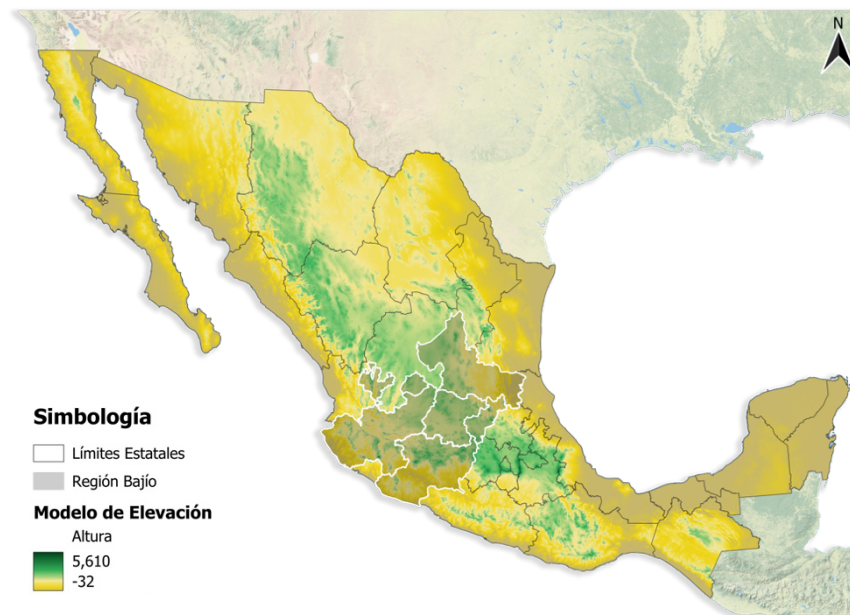 N
Simbología
Límites Estatales
Región Bajío
Modelo de Elevación
Altura
5,610
-32